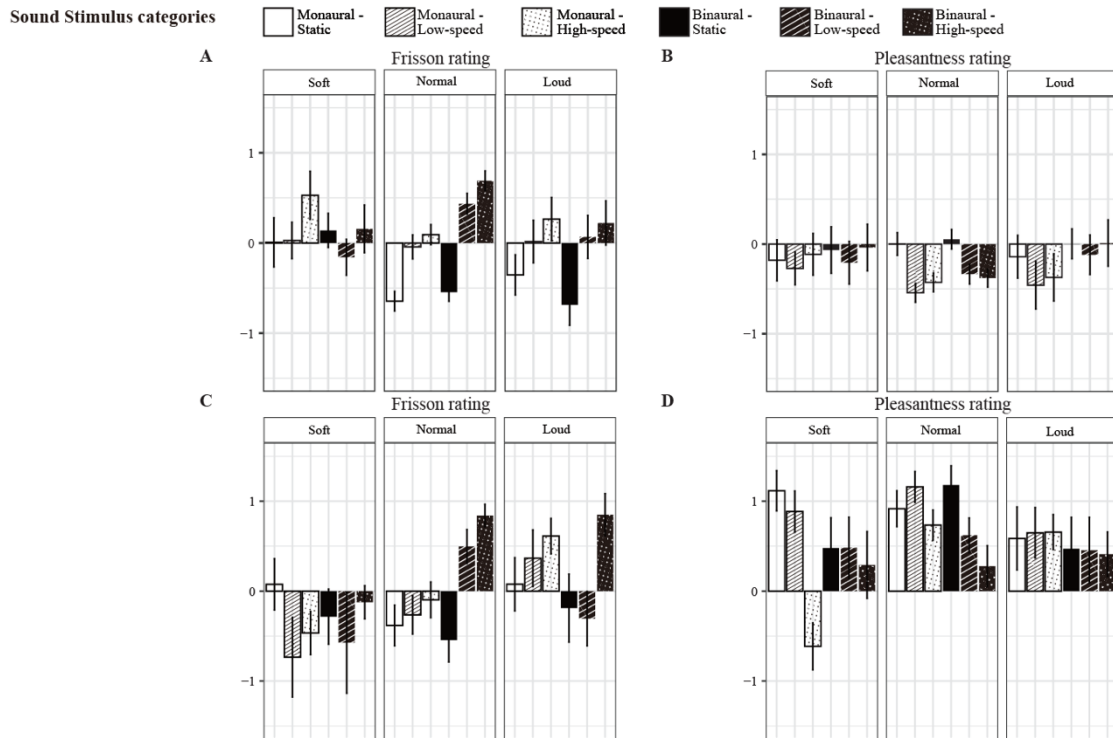 Sound Stimulus categories
Monaural -
Static
Monaural -
Low-speed
Monaural -
High-speed
Binaural -
Static
Binaural -
Low-speed
Binaural -
High-speed
A
Frisson rating
Soft
Normal
Loud
1
0
−1
B
Pleasantness rating
Soft
Normal
Loud
1
0
−1
C
Frisson rating
Soft
Normal
Loud
1
0
−1
D
Pleasantness rating
Soft
Normal
Loud
1
0
−1